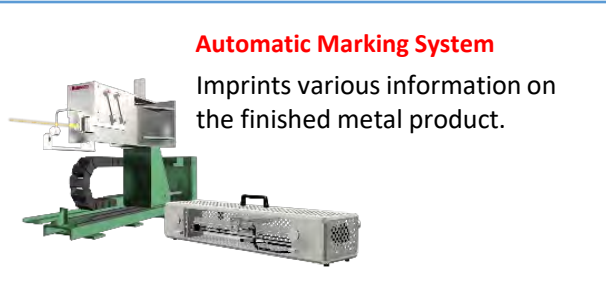 Automatic Marking System
Imprints various information on
the finished metal product.